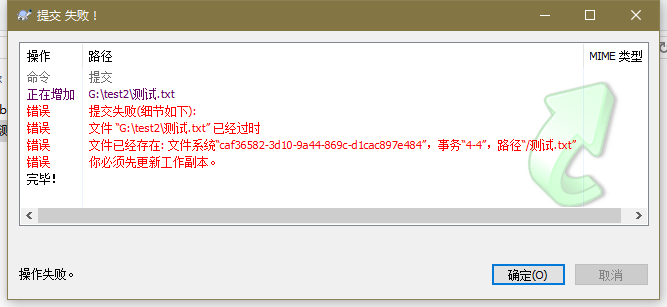 提交 失败！
操作 路径 MIME 类型
命令 提交
正在增加 G:\test2\测试.txt
错误 提交失败(细节如下):
错误 文件 “G:\test2\测试.txt” 已经过时
错误 文件已经存在: 文件系统“caf36582-3d10-9a44-869c-d1cac897e484”，事务“4-4”，路径“/测试.txt”
错误 你必须先更新工作副本。
完毕！
操作失败。 确定(O) 取消